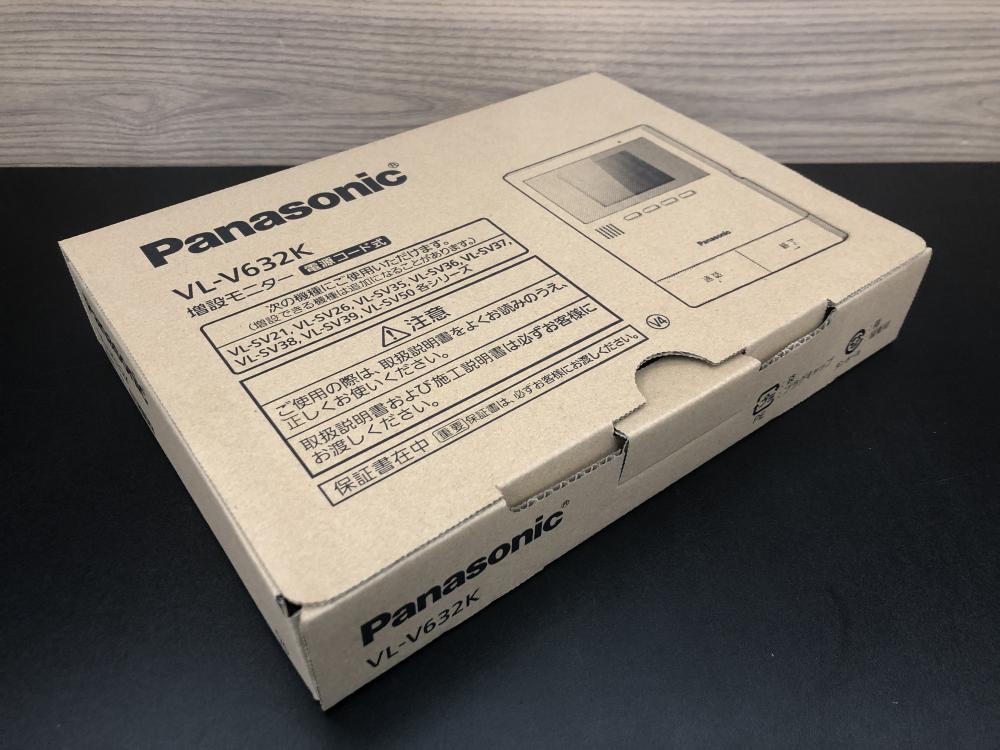 Panasonic®
VL-V632K
増設モーター 電源コード式
次の機種にご使用いただけます。
(増設できる機種は追加になることがあります。)
VL-SV21, VL-SV26, VL-SV35, VL-SV36, VL-SV37,
VL-SV38, VL-SV39, VL-SV50 各シリーズ
注意
ご使用の際は、取扱説明書をよくお読みのうえ、
正しくお使いください。
取扱説明書および施工説明書は必ずお客様に
お渡しください。
保証書在中 重要 保証書は、必ずお客様にお渡しください。
V4
Panasonic
通話
終了
Panasonic®
VL-V632K
プラ
PE